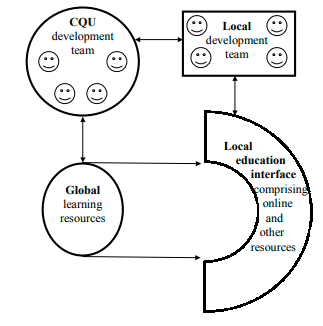 CQU
development
team
Local
development
team
Local
education
interface
comprising
online
and
other
resources
Global
learning
resources